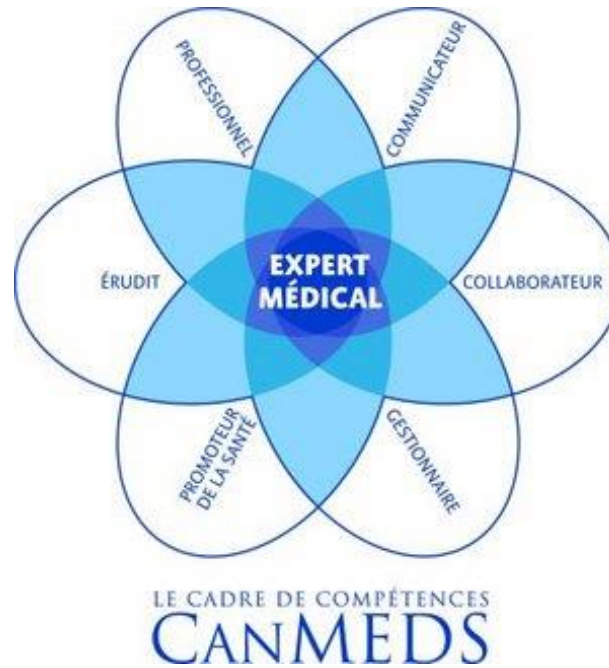 PROFESSIONNEL
COMMUNICATEUR
ÉRUDIT
EXPERT
MÉDICAL
COLLABORATEUR
PROMOTEUR
DE LA SANTÉ
GESTIONNAIRE
LE CADRE DE COMPÉTENCES
CANMEDS